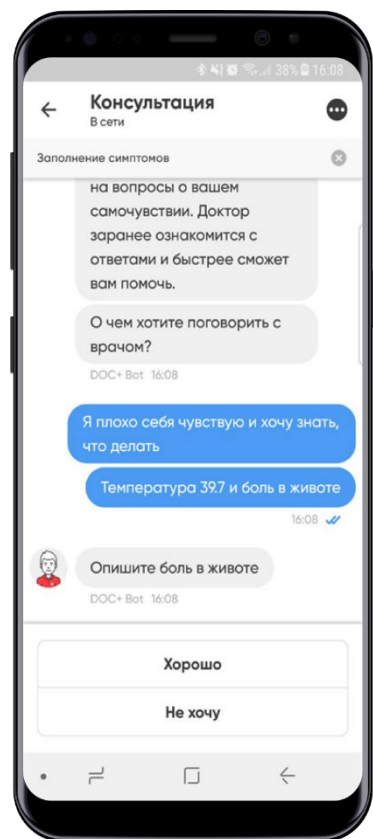 38% 16:08
Консультация
В сети
Заполнение симптомов
на вопросы о вашем
самочувствии. Доктор
заранее ознакомится с
ответами и быстрее сможет
вам помочь.
О чем хотите поговорить с
врачом?
DOC+ Bot 16:08
Я плохо себя чувствую и хочу знать,
что делать
Температура 39.7 и боль в животе
16:08
Опишите боль в животе
DOC+ Bot 16:08
Хорошо
Не хочу